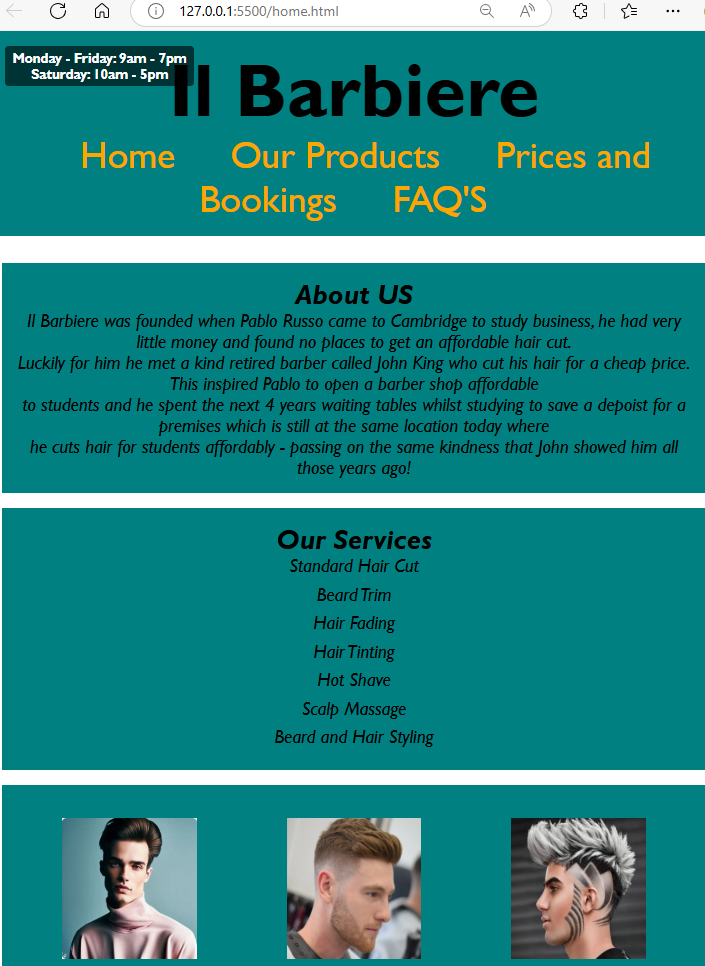 127.0.0.1:5500/home.html
Monday - Friday: 9am - 7pm
Saturday: 10am - 5pm
Il Barbiere
Home Our Products Prices and
Bookings FAQ'S
About US
Il Barbiere was founded when Pablo Russo came to Cambridge to study business, he had very
little money and found no places to get an affordable hair cut.
Luckily for him he met a kind retired barber called John King who cut his hair for a cheap price.
This inspired Pablo to open a barber shop affordable
to students and he spent the next 4 years waiting tables whilst studying to save a depoist for a
premises which is still at the same location today where
he cuts hair for students affordably - passing on the same kindness that John showed him all
those years ago!
Our Services
Standard Hair Cut
Beard Trim
Hair Fading
Hair Tinting
Hot Shave
Scalp Massage
Beard and Hair Styling